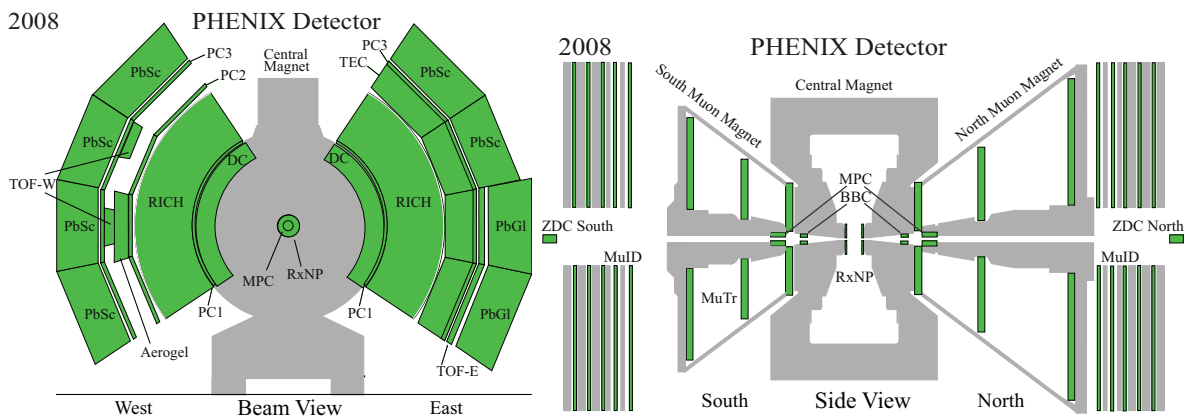 2008
PHENIX Detector
Central
Magnet
PC3
PC2
PbSc
PbSc
TOF-W
PbSc
PbSc
RICH
DC
MPC
RxNP
PC1
Aerogel
PC3
TEC
PbSc
PbSc
DC
RICH
PbGl
PbGl
PC1
TOF-E
West
Beam View
East
2008
PHENIX Detector
South Muon Magnet
Central Magnet
North Muon Magnet
MPC
BBC
ZDC South
ZDC North
MuID
RxNP
MuID
MuTr
South
Side View
North